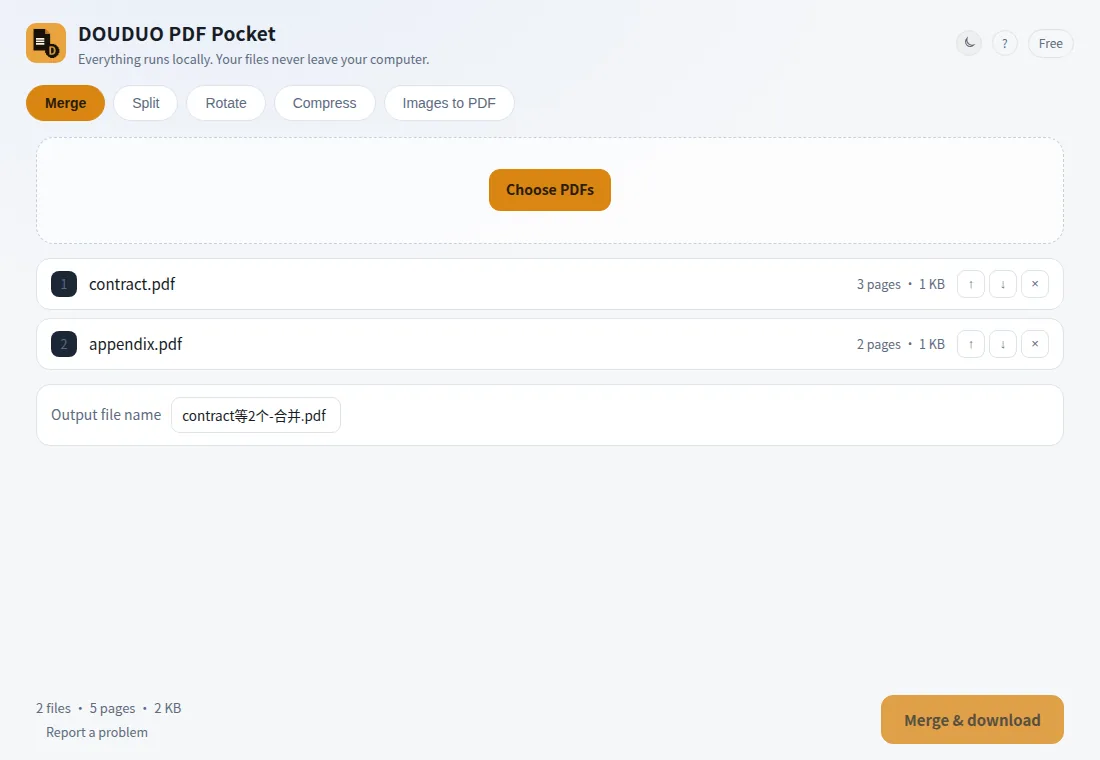 DOUDUO PDF Pocket
Everything runs locally. Your files never leave your computer.
? Free
Merge Split Rotate Compress Images to PDF
Choose PDFs
1 contract.pdf 3 pages • 1 KB ↑ ↓ ×
2 appendix.pdf 2 pages • 1 KB ↑ ↓ ×
Output file name contract等2个-合并.pdf
2 files • 5 pages • 2 KB
Report a problem
Merge & download